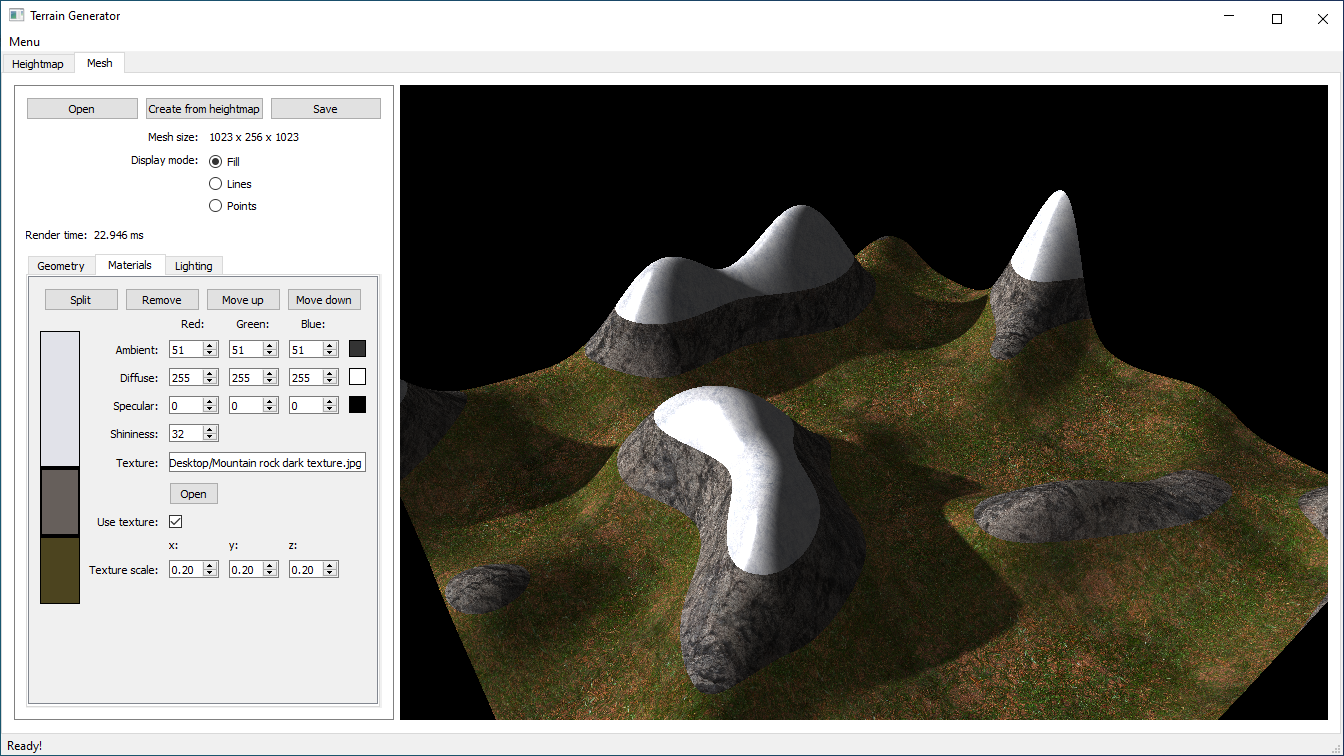 Terrain Generator
Menu
Heightmap Mesh
Open Create from heightmap Save
Mesh size: 1023 x 256 x 1023
Display mode: Fill
Lines
Points
Render time: 22.946 ms
Geometry Materials Lighting
Split Remove Move up Move down
Red: Green: Blue:
Ambient: 51 51 51
Diffuse: 255 255 255
Specular: 0 0 0
Shininess: 32
Texture: Desktop/Mountain rock dark texture.jpg
Open
Use texture:
x: y: z:
Texture scale: 0.20 0.20 0.20
Ready!